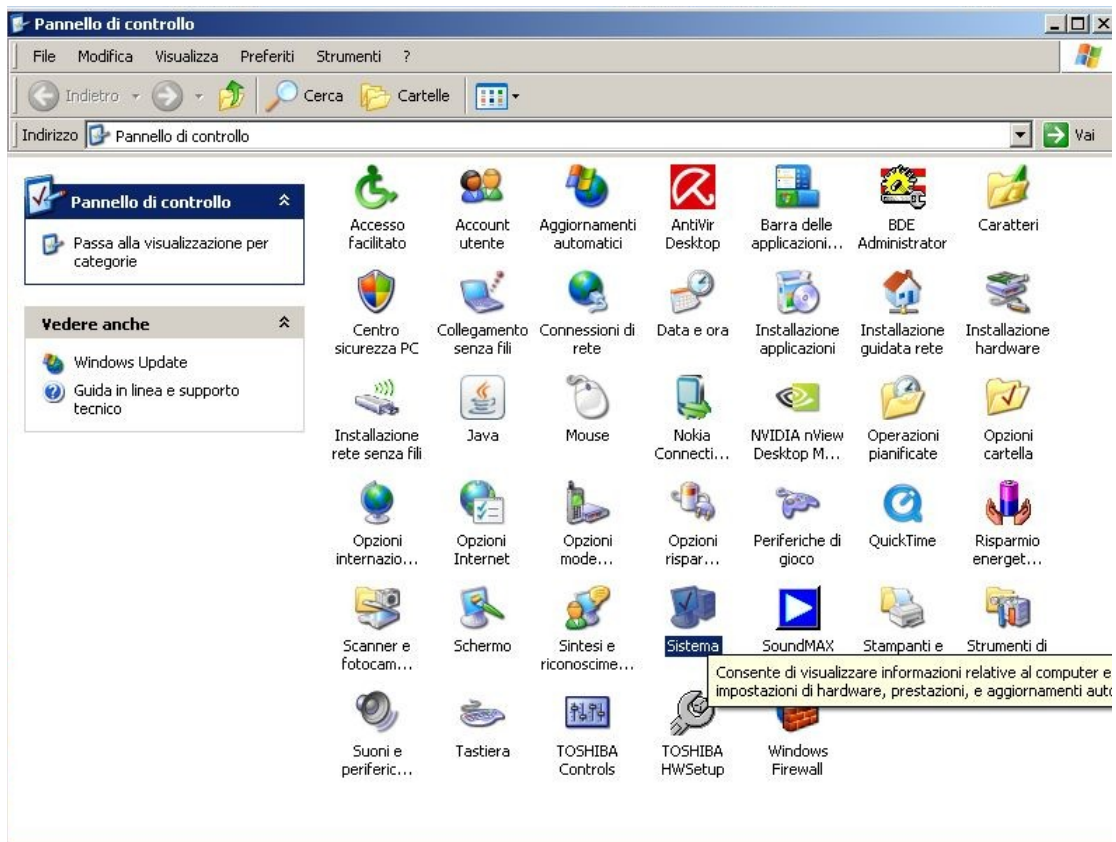 Pannello di controllo
File Modifica Visualizza Preferiti Strumenti ?
Indietro Cerca Cartelle
Indirizzo Pannello di controllo Vai
Pannello di controllo
Passa alla visualizzazione per
categorie
Vedere anche
Windows Update
Guida in linea e supporto
tecnico
Accesso
facilitato
Account
utente
Aggiornamenti
automatici
AntiVir
Desktop
Barra delle
applicazioni...
BDE
Administrator
Caratteri
Centro
sicurezza PC
Collegamento
senza fili
Connessioni di
rete
Data e ora
Installazione
applicazioni
Installazione
guidata rete
Installazione
hardware
Installazione
rete senza fili
Java
Mouse
Nokia
Connecti...
NVIDIA nView
Desktop M...
Operazioni
pianificate
Opzioni
cartella
Opzioni
internazio...
Opzioni
Internet
Opzioni
mode...
Opzioni
rispar...
Periferiche di
gioco
QuickTime
Risparmio
energet...
Scanner e
fotocam...
Schermo
Sintesi e
riconoscime...
Sistema
SoundMAX
Stampanti e
Strumenti di
Consente di visualizzare informazioni relative al computer e
impostazioni di hardware, prestazioni, e aggiornamenti auto
Suoni e
periferic...
Tastiera
TOSHIBA
Controls
TOSHIBA
HWSetup
Windows
Firewall